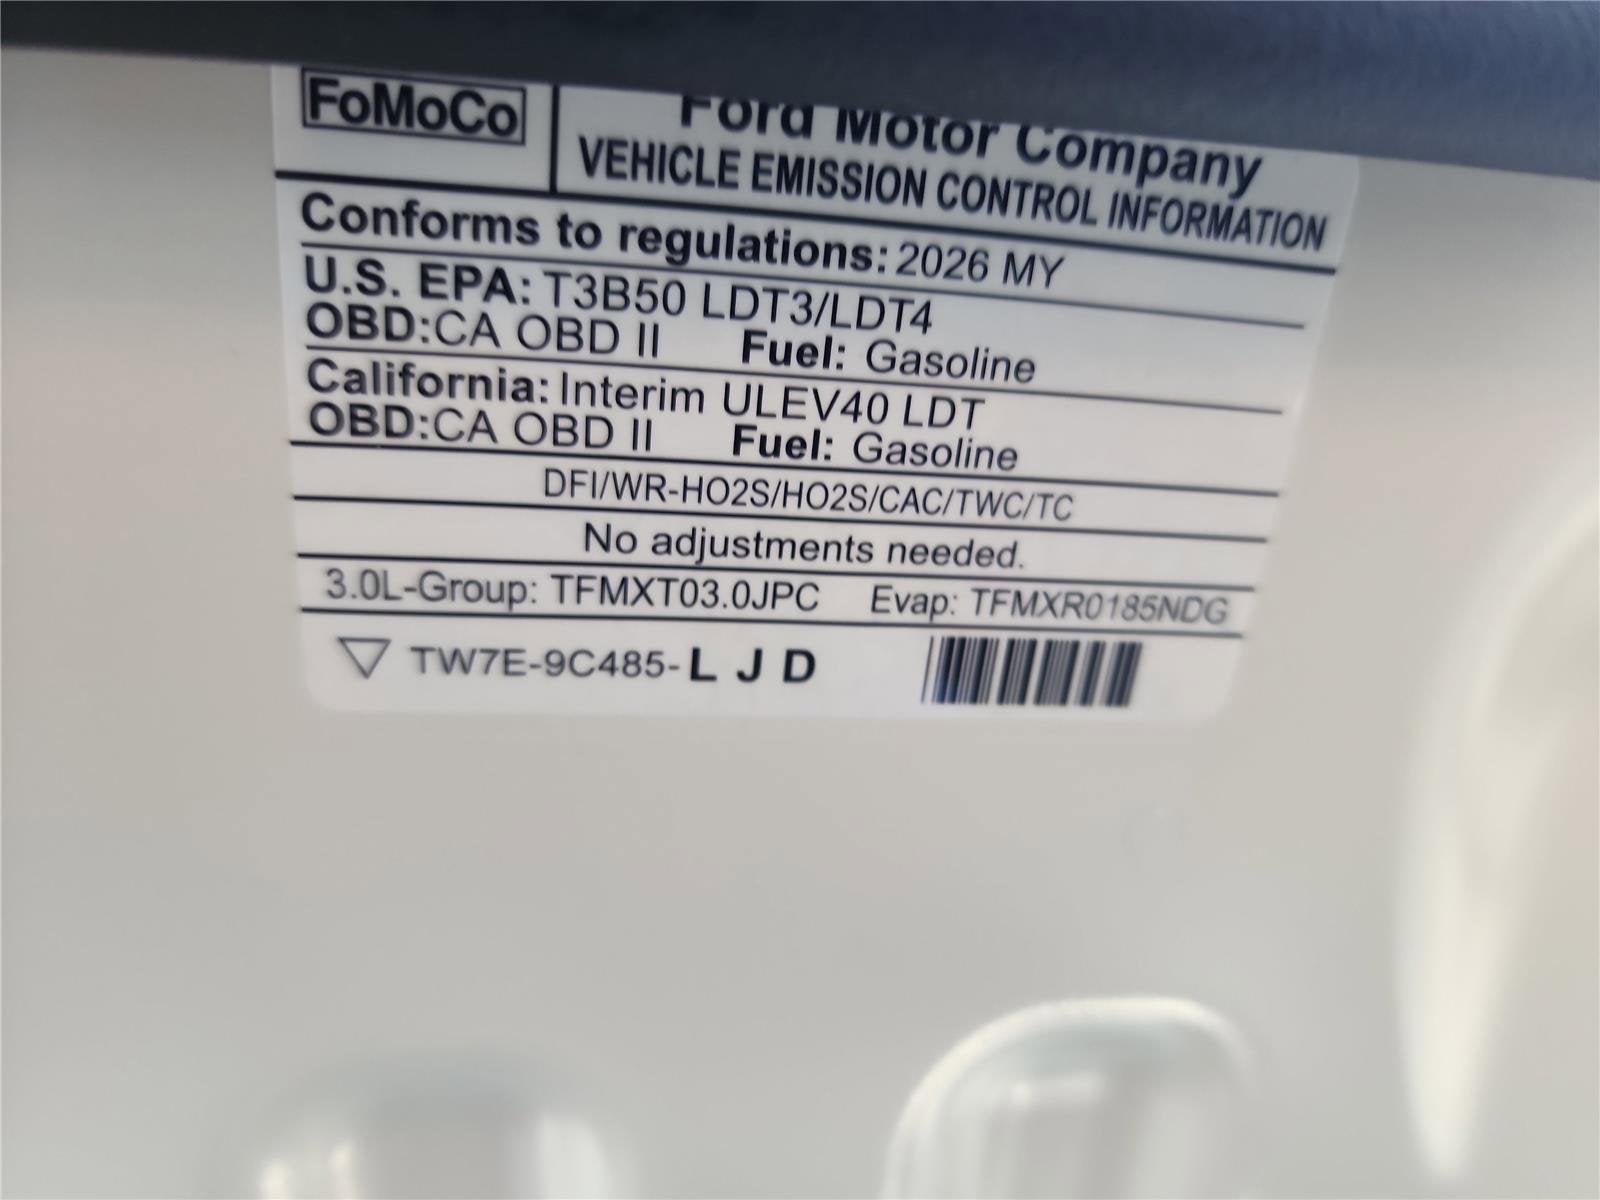 FoMoCo
Ford Motor Company
VEHICLE EMISSION CONTROL INFORMATION
Conforms to regulations: 2026 MY
U.S. EPA: T3B50 LDT3/LDT4
OBD: CA OBD II Fuel: Gasoline
California: Interim ULEV40 LDT
OBD: CA OBD II Fuel: Gasoline
DFI/WR-HO2S/HO2S/CAC/TWC/TC
No adjustments needed.
3.0L-Group: TFMXT03.0JPC Evap: TFMXR0185NDG
TW7E-9C485- L J D